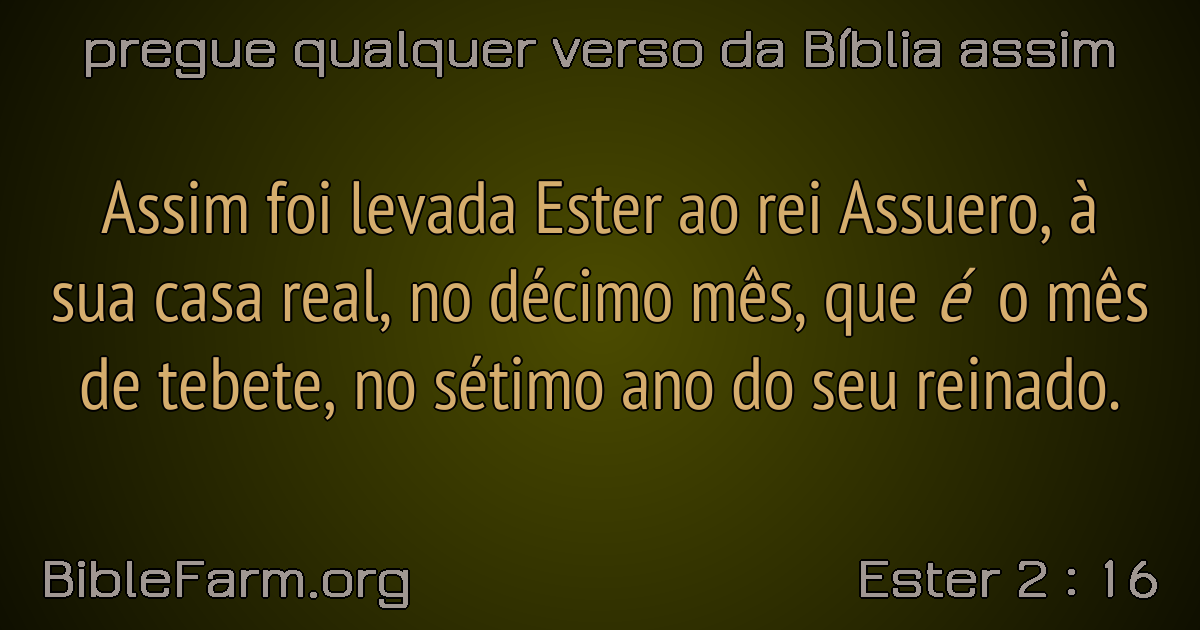 pregue qualquer verso da Bíblia assim
Assim foi levada Ester ao rei Assuero, à
sua casa real, no décimo mês, que é o mês
de tebete, no sétimo ano do seu reinado.
BibleFarm.org
Ester 2 : 16